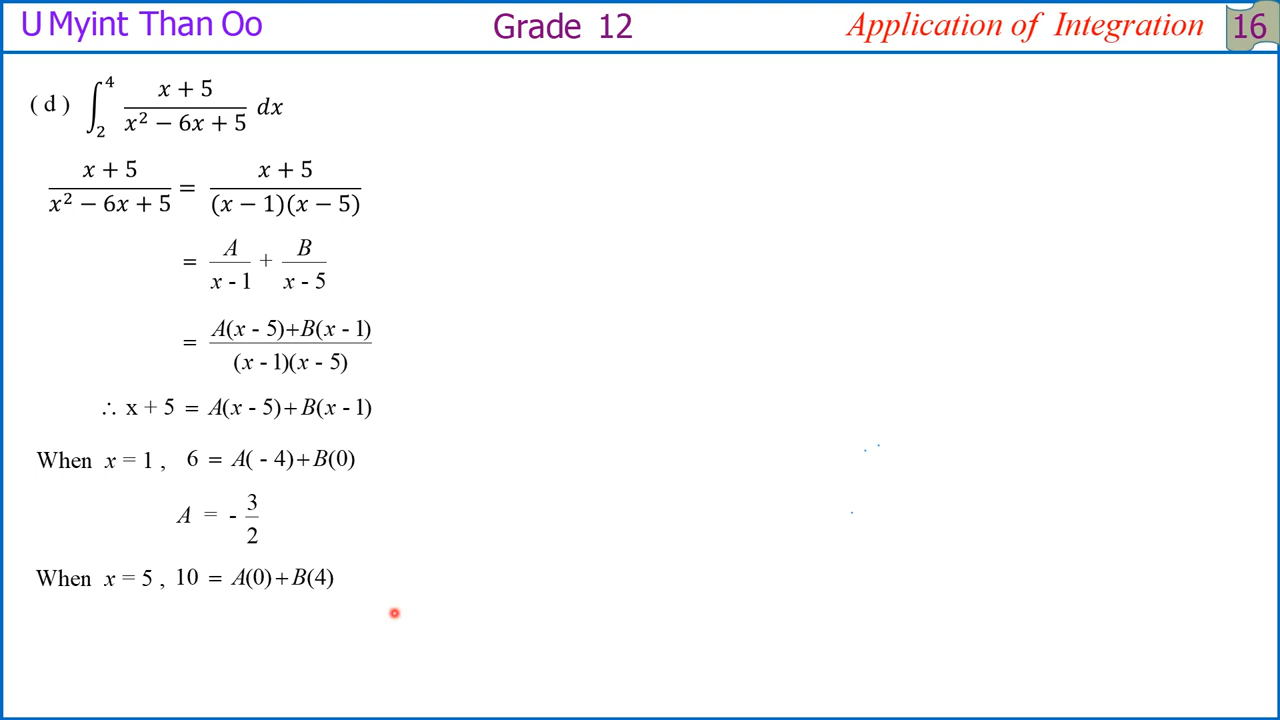 U Myint Than Oo Grade 12 Application of Integration 16
( d ) ∫₂⁴ (x + 5)/(x² − 6x + 5) dx
(x + 5)/(x² − 6x + 5) = (x + 5)/((x − 1)(x − 5))
= A/(x - 1) + B/(x - 5)
= (A(x - 5)+B(x - 1))/((x - 1)(x - 5))
∴ x + 5 = A(x - 5)+B(x - 1)
When x = 1 , 6 = A( - 4)+B(0)
A = - 3/2
When x = 5 , 10 = A(0)+B(4)